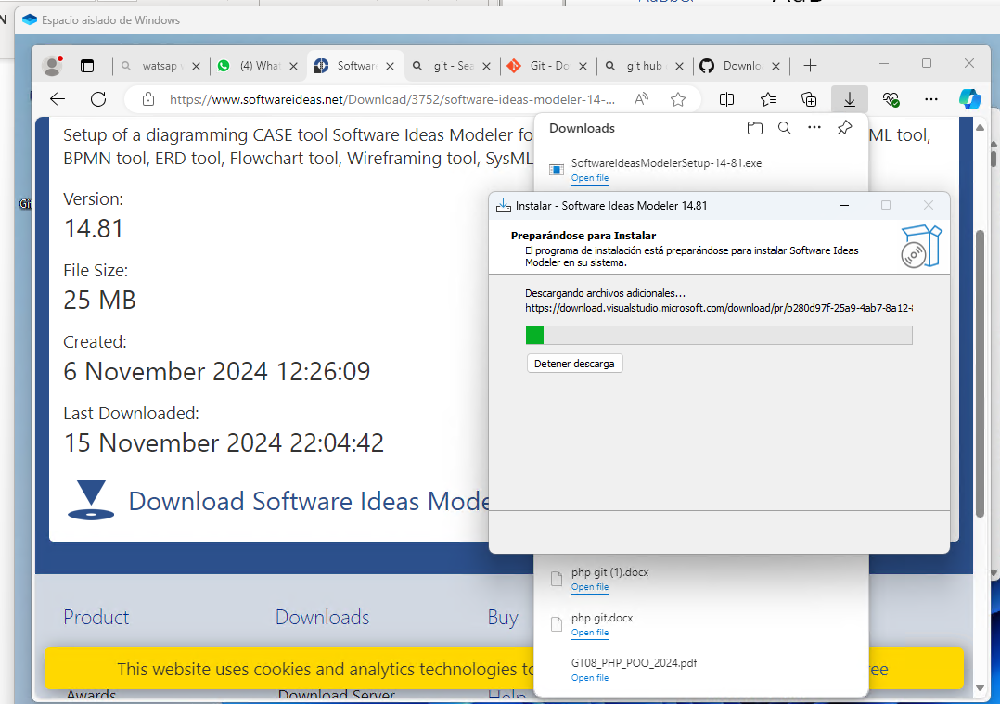 Espacio aislado de Windows
watsap
(4) What
Software
git - Sea
Git - Do
git hub
Downlo
https://www.softwareideas.net/Download/3752/software-ideas-modeler-14-...
Downloads
SoftwareIdeasModelerSetup-14-81.exe
Open file
Setup of a diagramming CASE tool Software Ideas Modeler fo
ML tool,
BPMN tool, ERD tool, Flowchart tool, Wireframing tool, SysML
Version:
14.81
File Size:
25 MB
Created:
6 November 2024 12:26:09
Last Downloaded:
15 November 2024 22:04:42
Download Software Ideas Mode
Instalar - Software Ideas Modeler 14.81
Preparándose para Instalar
El programa de instalación está preparándose para instalar Software Ideas
Modeler en su sistema.
Descargando archivos adicionales...
https://download.visualstudio.microsoft.com/download/pr/b280d97f-25a9-4ab7-8a12-8
Detener descarga
php git (1).docx
Open file
php git.docx
Open file
GT08_PHP_POO_2024.pdf
Open file
Product
Downloads
Buy
This website uses cookies and analytics technologies to
ee
Awards
Download Server
Help